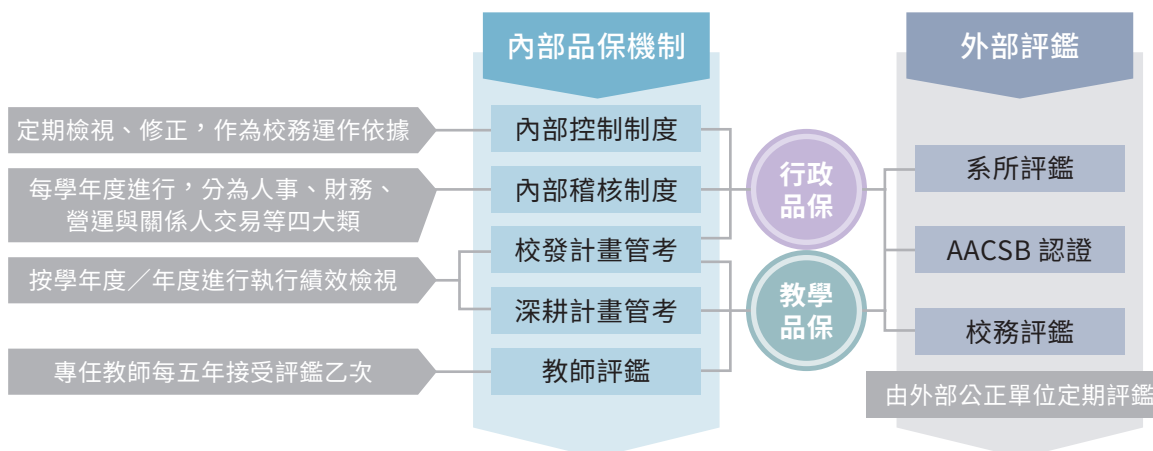 內部品保機制
外部評鑑
定期檢視、修正，作為校務運作依據
內部控制制度
每學年度進行，分為人事、財務、
營運與關係人交易等四大類
內部稽核制度
按學年度／年度進行執行績效檢視
校發計畫管考
深耕計畫管考
專任教師每五年接受評鑑乙次
教師評鑑
行政
品保
教學
品保
系所評鑑
AACSB 認證
校務評鑑
由外部公正單位定期評鑑